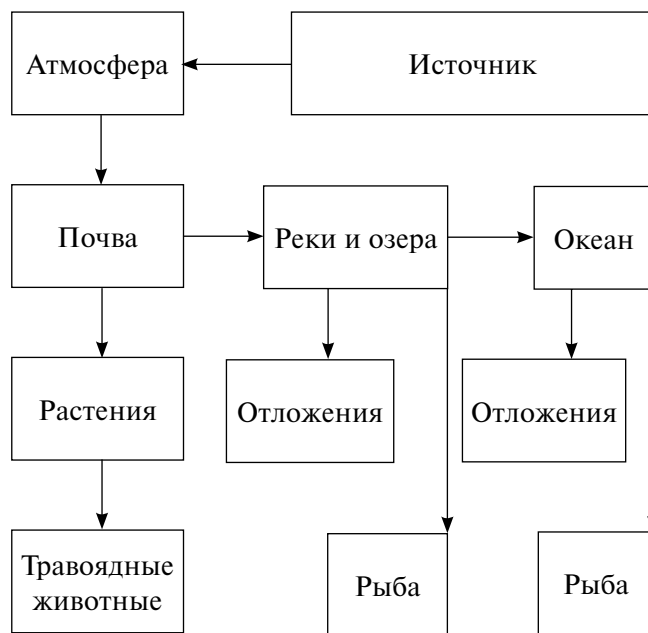 Атмосфера
Источник
Почва
Реки и озера
Океан
Растения
Отложения
Отложения
Травоядные
животные
Рыба
Рыба